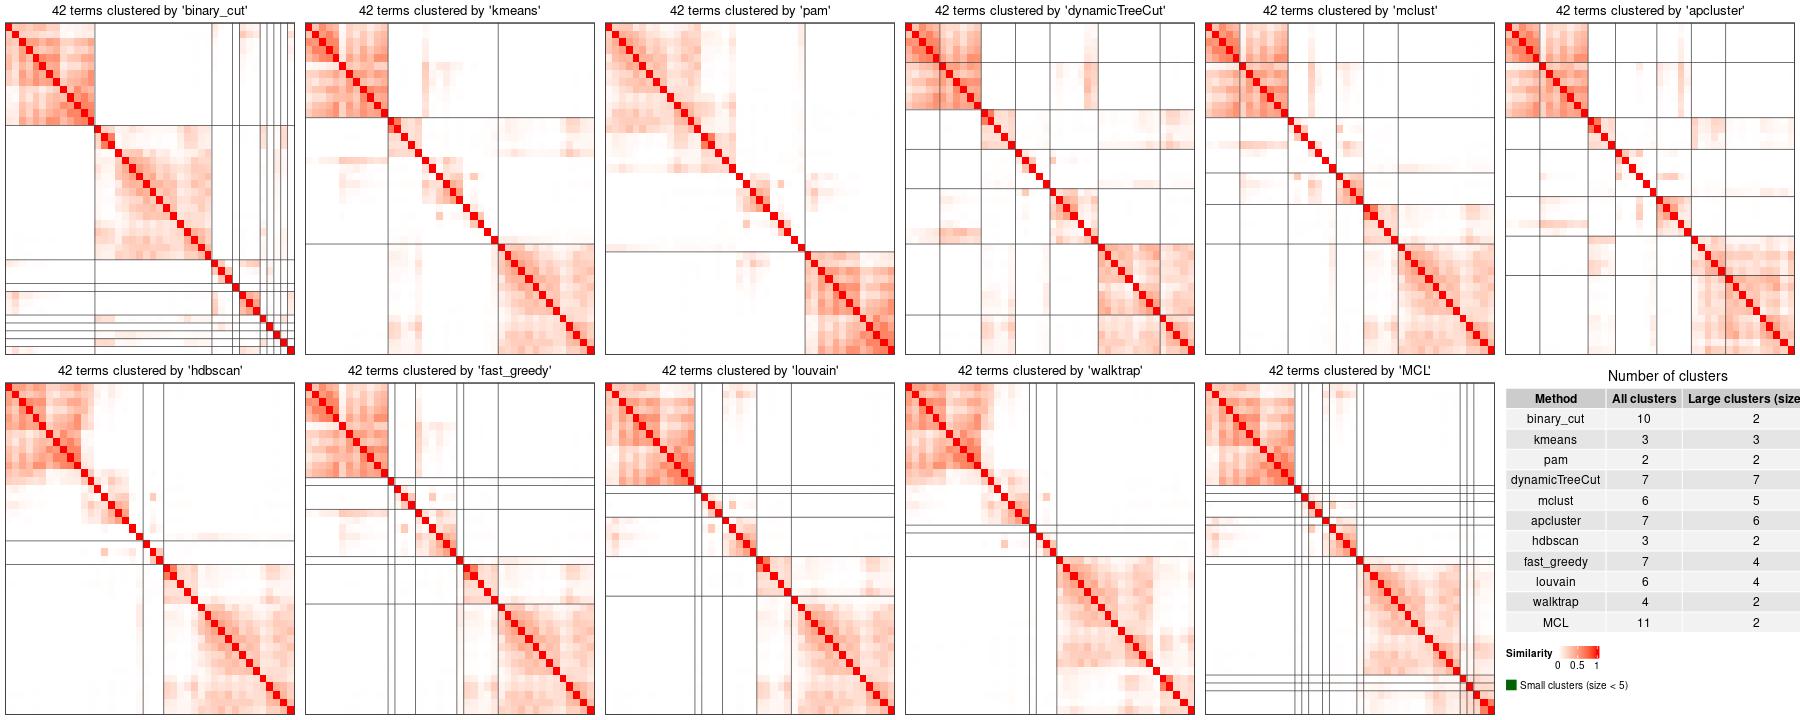 42 terms clustered by 'binary_cut'
42 terms clustered by 'kmeans'
42 terms clustered by 'pam'
42 terms clustered by 'dynamicTreeCut'
42 terms clustered by 'mclust'
42 terms clustered by 'apcluster'
42 terms clustered by 'hdbscan'
42 terms clustered by 'fast_greedy'
42 terms clustered by 'louvain'
42 terms clustered by 'walktrap'
42 terms clustered by 'MCL'
Number of clusters
Method All clusters Large clusters (size
binary_cut 10 2
kmeans 3 3
pam 2 2
dynamicTreeCut 7 7
mclust 6 5
apcluster 7 6
hdbscan 3 2
fast_greedy 7 4
louvain 6 4
walktrap 4 2
MCL 11 2
Similarity
0 0.5 1
Small clusters (size < 5)